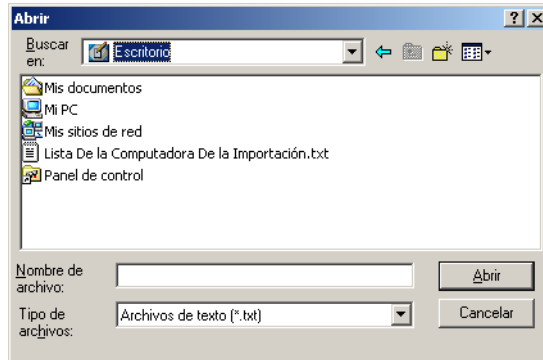 Abrir
Buscar
en:
Escritorio
Mis documentos
Mi PC
Mis sitios de red
Lista De la Computadora De la Importación.txt
Panel de control
Nombre de
archivo:
Abrir
Tipo de
archivos:
Archivos de texto (*.txt)
Cancelar